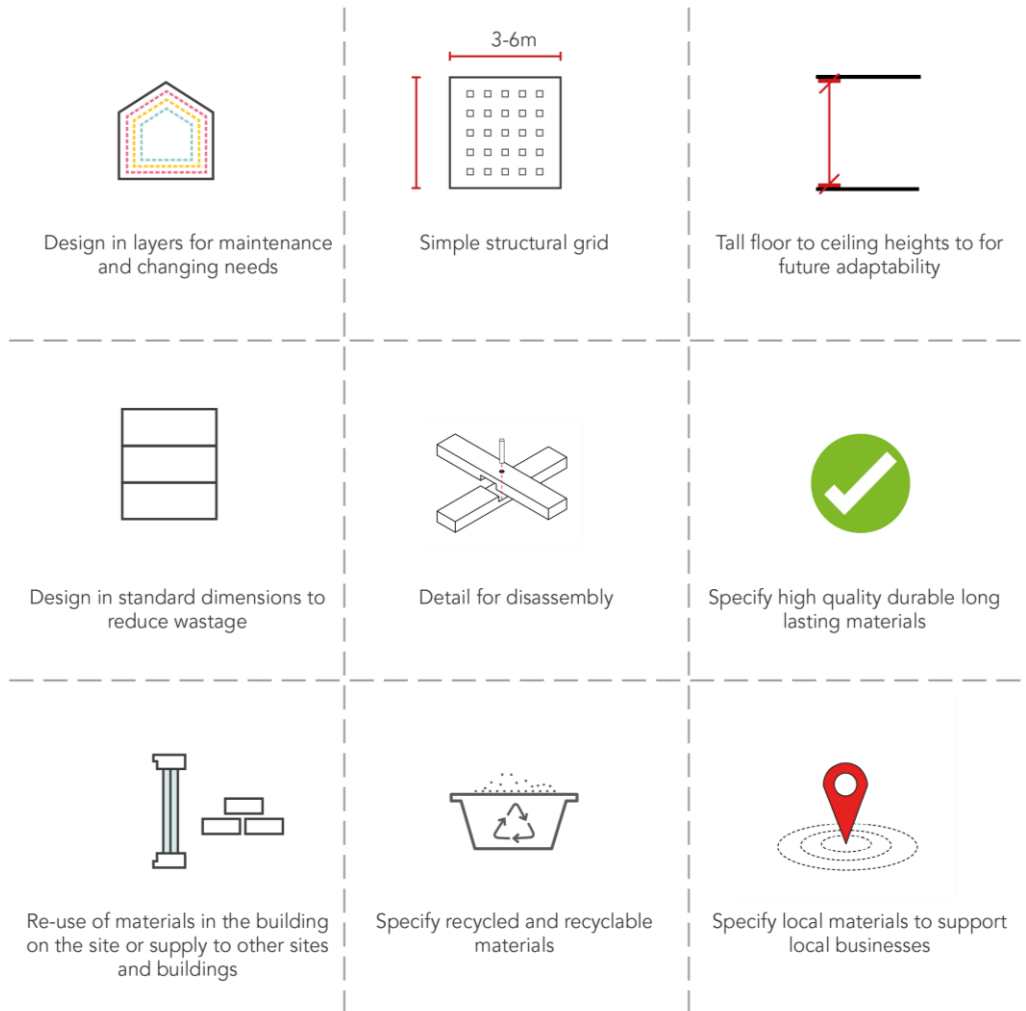 3-6m
Design in layers for maintenance
and changing needs
Simple structural grid
Tall floor to ceiling heights to for
future adaptability
Design in standard dimensions to
reduce wastage
Detail for disassembly
Specify high quality durable long
lasting materials
Re-use of materials in the building
on the site or supply to other sites
and buildings
Specify recycled and recyclable
materials
Specify local materials to support
local businesses